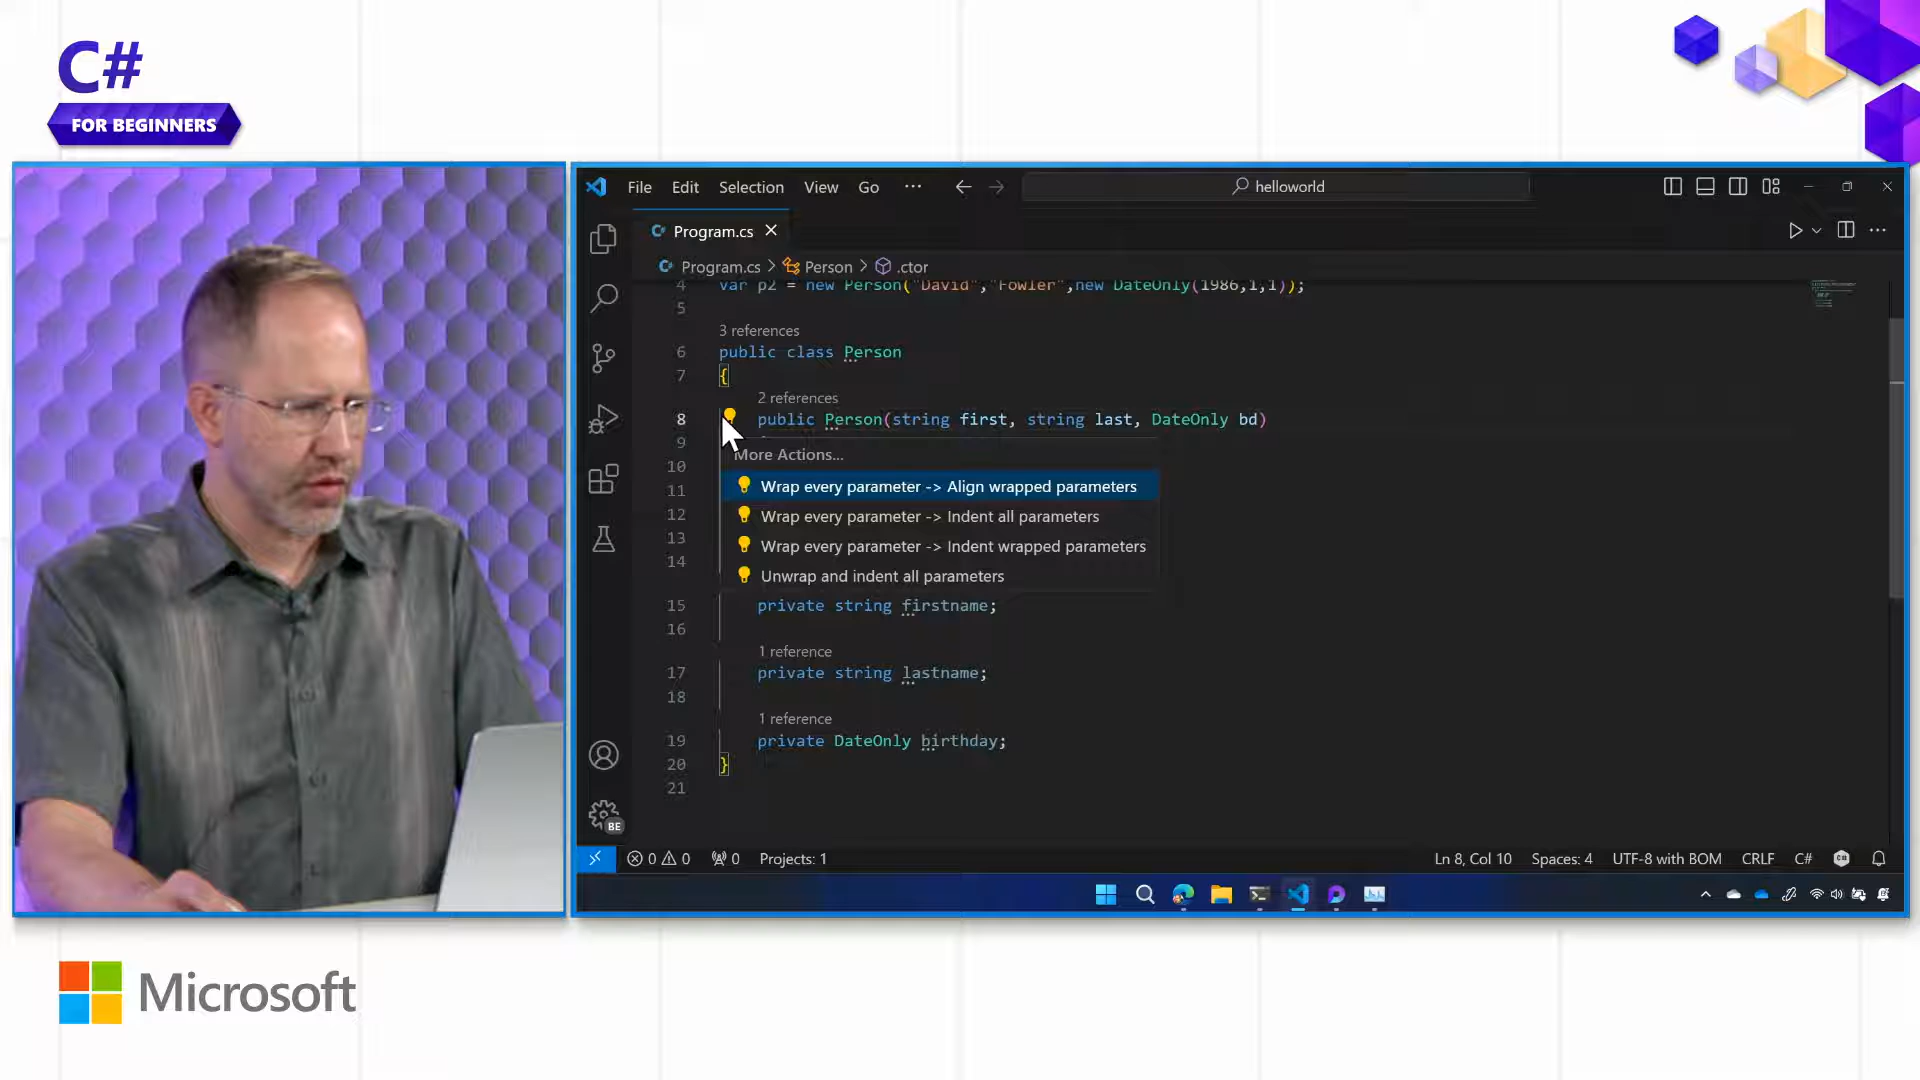 C#
FOR BEGINNERS
File Edit Selection View Go ··· helloworld
Program.cs
Program.cs > Person > .ctor
4 var p2 = new Person("David","Fowler",new DateOnly(1986,1,1));
5
3 references
6 public class Person
7 {
2 references
8 public Person(string first, string last, DateOnly bd)
9
More Actions...
10
11 Wrap every parameter -> Align wrapped parameters
12 Wrap every parameter -> Indent all parameters
13 Wrap every parameter -> Indent wrapped parameters
14
Unwrap and indent all parameters
15 private string firstname;
16
1 reference
17 private string lastname;
18
1 reference
19 private DateOnly birthday;
20 }
21
BE
0 0 0 Projects: 1 Ln 8, Col 10 Spaces: 4 UTF-8 with BOM CRLF C#
Microsoft